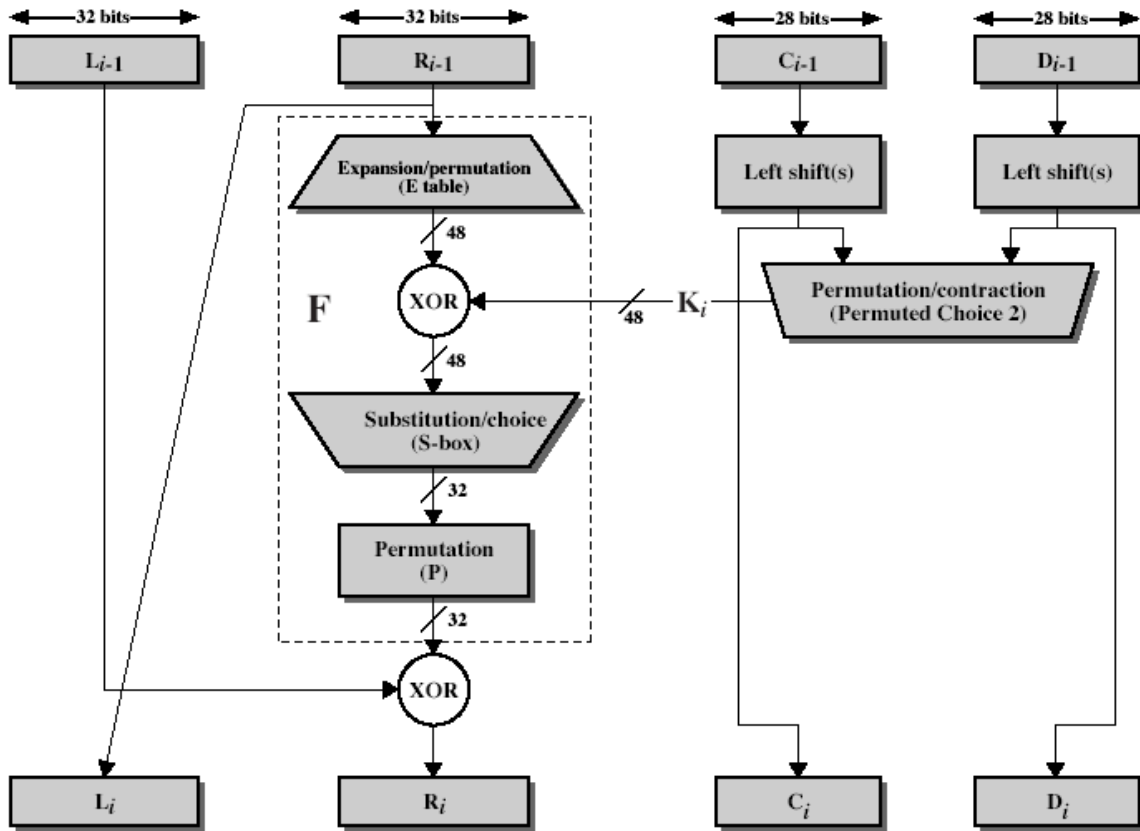 32 bits
32 bits
28 bits
28 bits
Li-1
Ri-1
Ci-1
Di-1
Expansion/permutation
(E table)
Left shift(s)
Left shift(s)
48
F
XOR
48
Ki
Permutation/contraction
(Permuted Choice 2)
48
Substitution/choice
(S-box)
32
Permutation
(P)
32
XOR
Li
Ri
Ci
Di